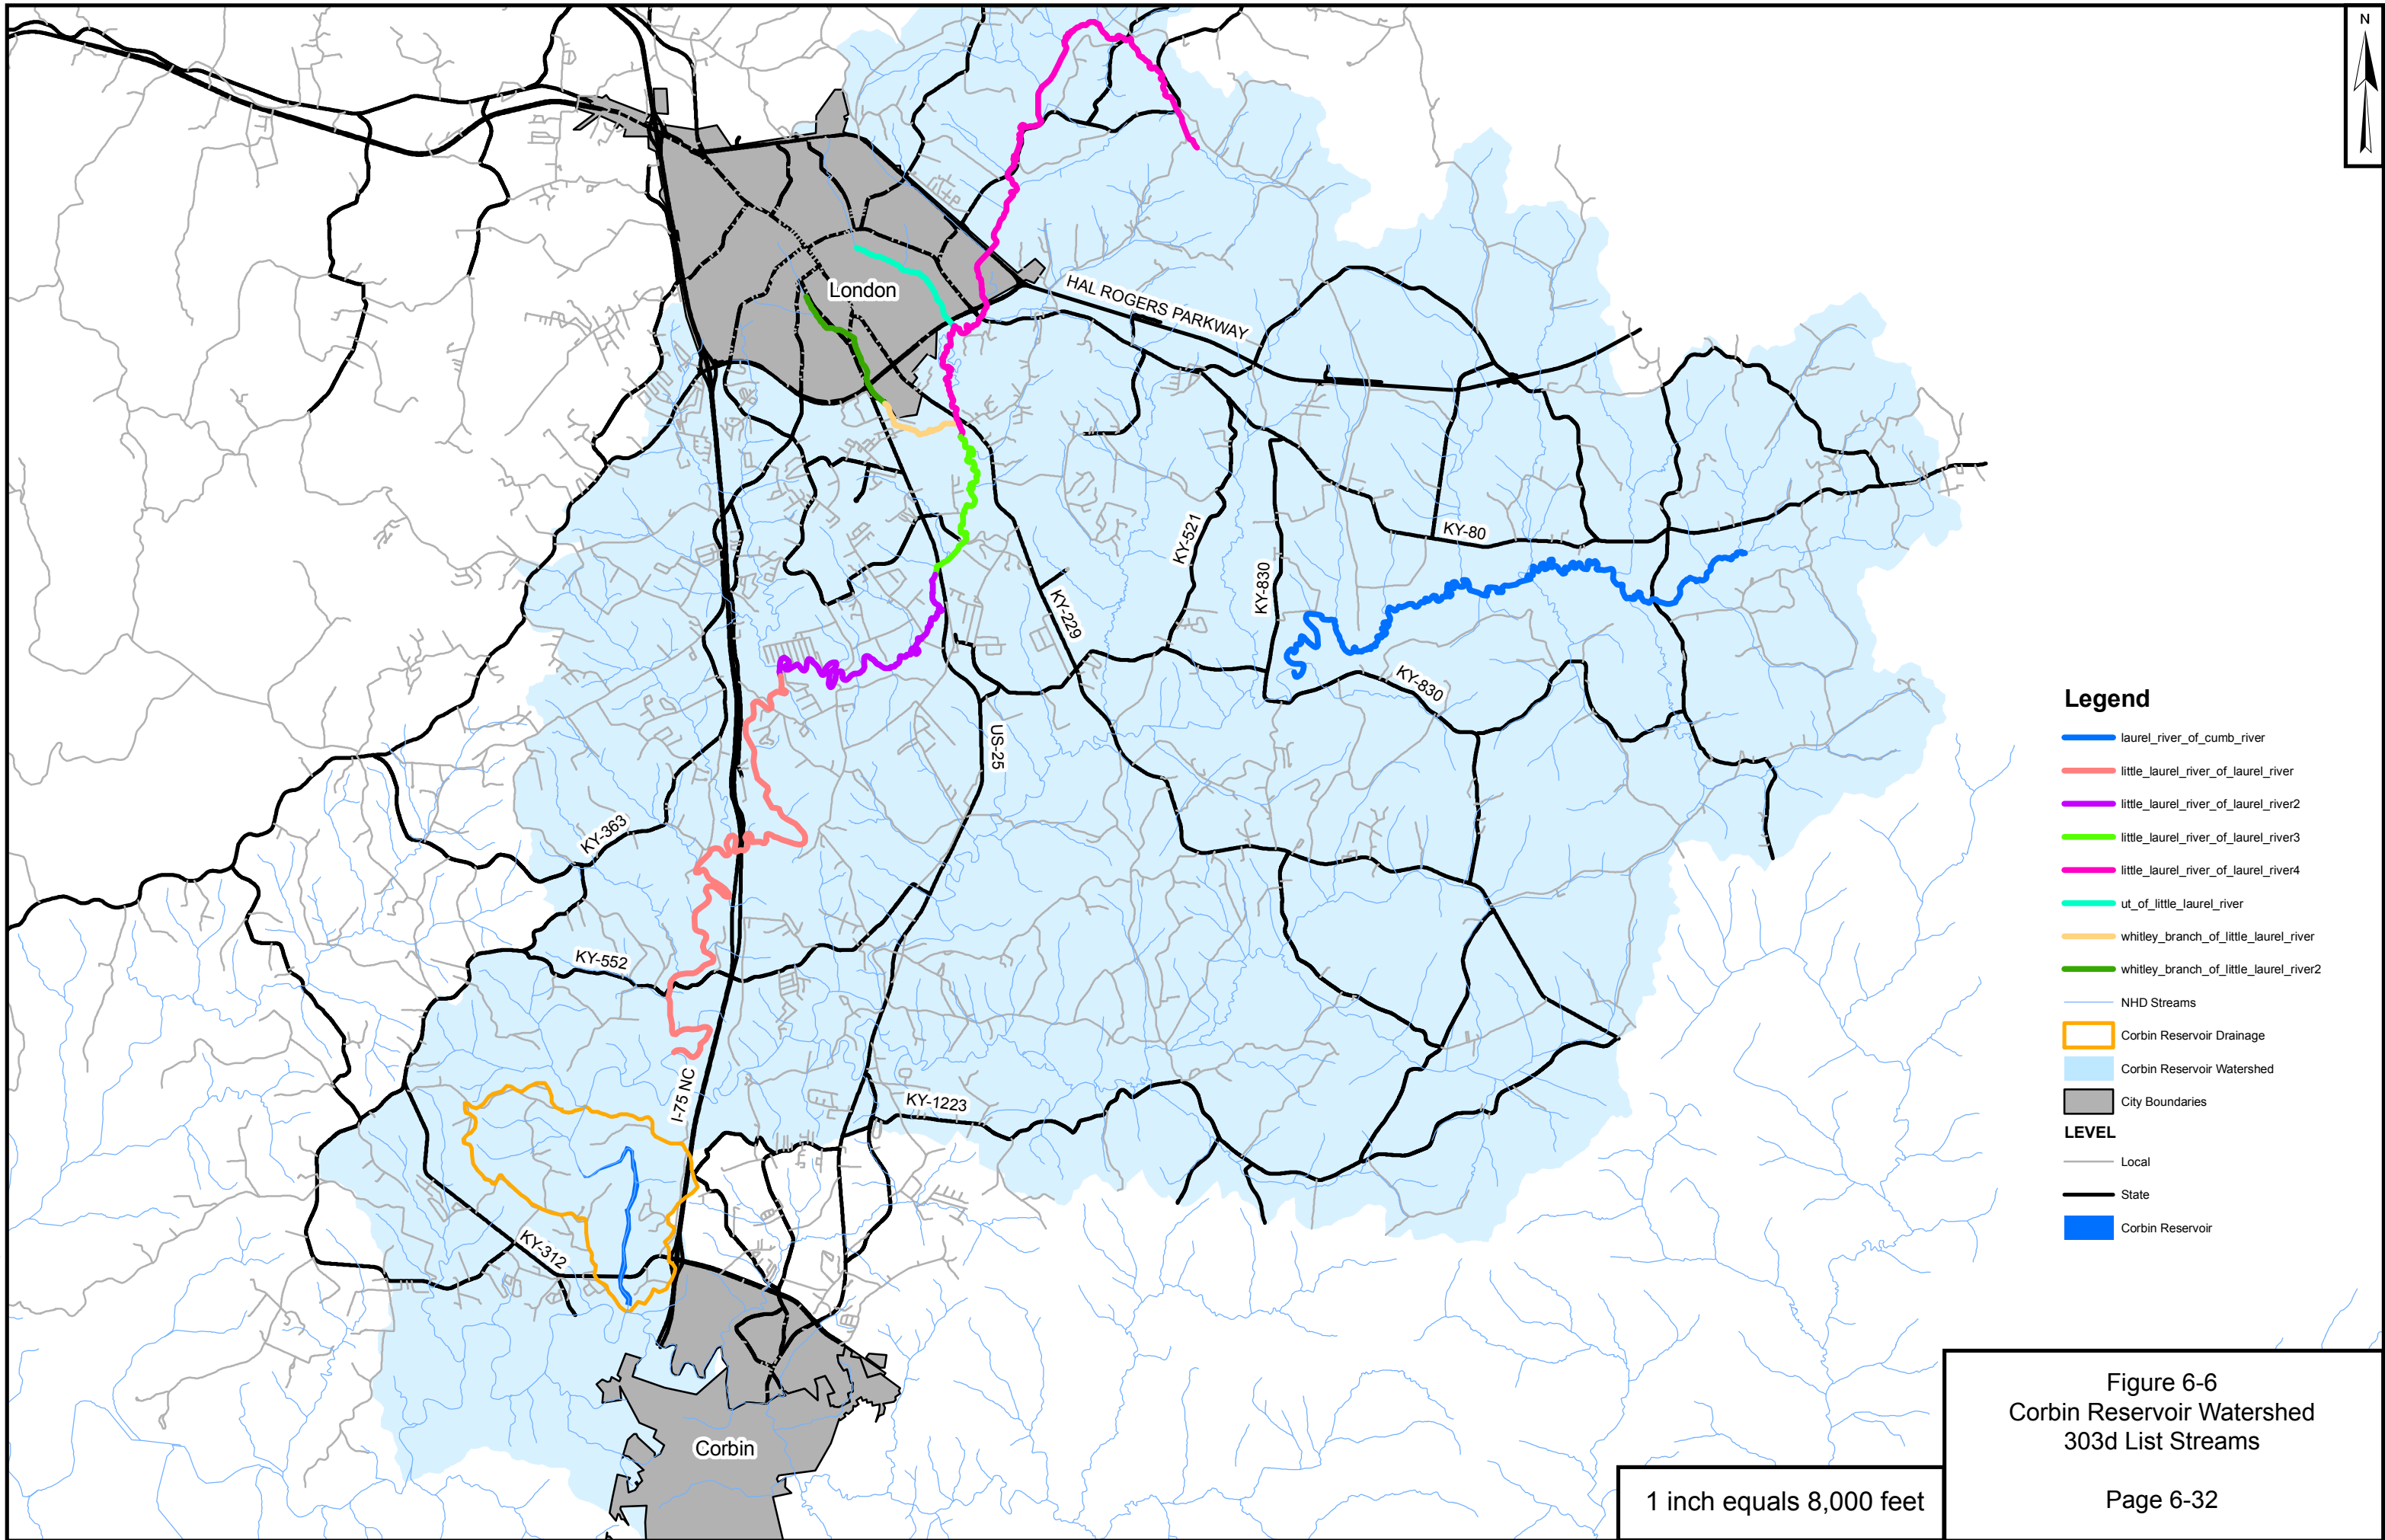 N
London
HAL ROGERS PARKWAY
KY-80
KY-521
KY-830
KY-229
KY-830
US-25
KY-363
KY-552
I-75 NC
KY-1223
KY-312
Corbin
Legend
laurel_river_of_cumb_river
little_laurel_river_of_laurel_river
little_laurel_river_of_laurel_river2
little_laurel_river_of_laurel_river3
little_laurel_river_of_laurel_river4
ut_of_little_laurel_river
whitley_branch_of_little_laurel_river
whitley_branch_of_little_laurel_river2
NHD Streams
Corbin Reservoir Drainage
Corbin Reservoir Watershed
City Boundaries
LEVEL
Local
State
Corbin Reservoir
1 inch equals 8,000 feet
Figure 6-6
Corbin Reservoir Watershed
303d List Streams
Page 6-32